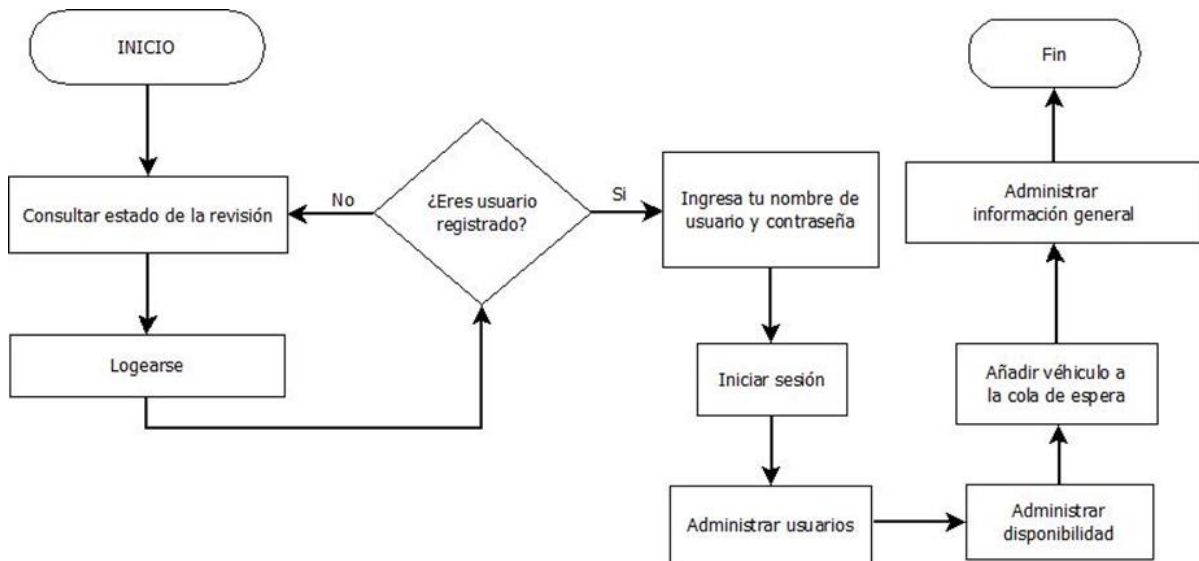 INICIO
Consultar estado de la revisión
Logearse
¿Eres usuario
registrado?
No
Si
Ingresa tu nombre de
usuario y contraseña
Iniciar sesión
Administrar usuarios
Administrar
disponibilidad
Añadir véhiculo a
la cola de espera
Administrar
información general
Fin